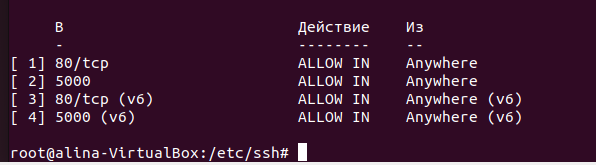 В Действие Из
- -------- --
[ 1] 80/tcp ALLOW IN Anywhere
[ 2] 5000 ALLOW IN Anywhere
[ 3] 80/tcp (v6) ALLOW IN Anywhere (v6)
[ 4] 5000 (v6) ALLOW IN Anywhere (v6)
root@alina-VirtualBox:/etc/ssh#